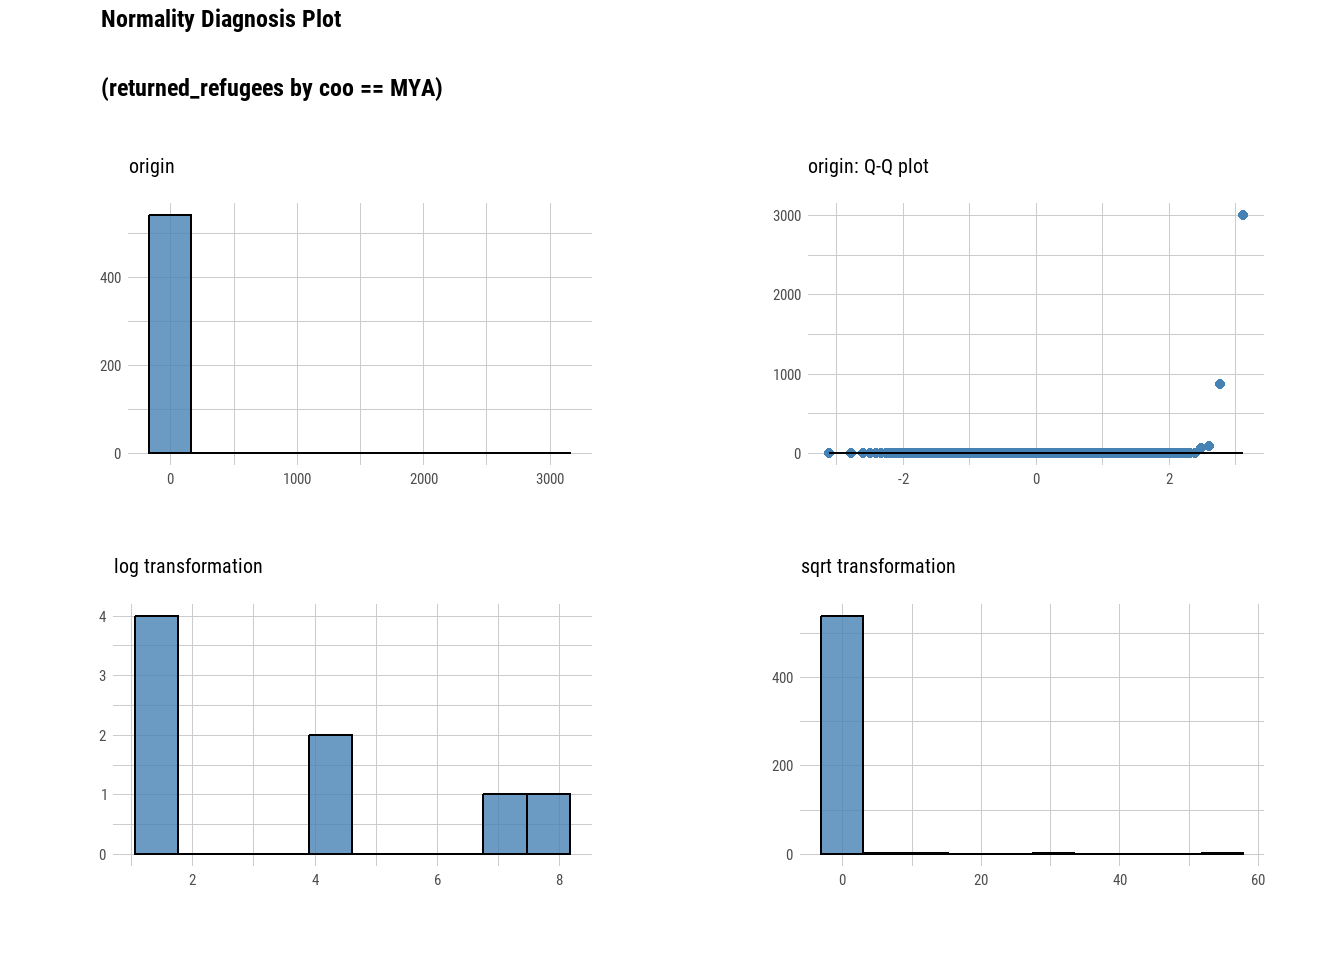 Normality Diagnosis Plot
(returned_refugees by coo == MYA)
origin
400
200
0
0 1000 2000 3000
origin: Q-Q plot
3000
2000
1000
0
-2 0 2
log transformation
4
3
2
1
0
2 4 6 8
sqrt transformation
400
200
0
0 20 40 60